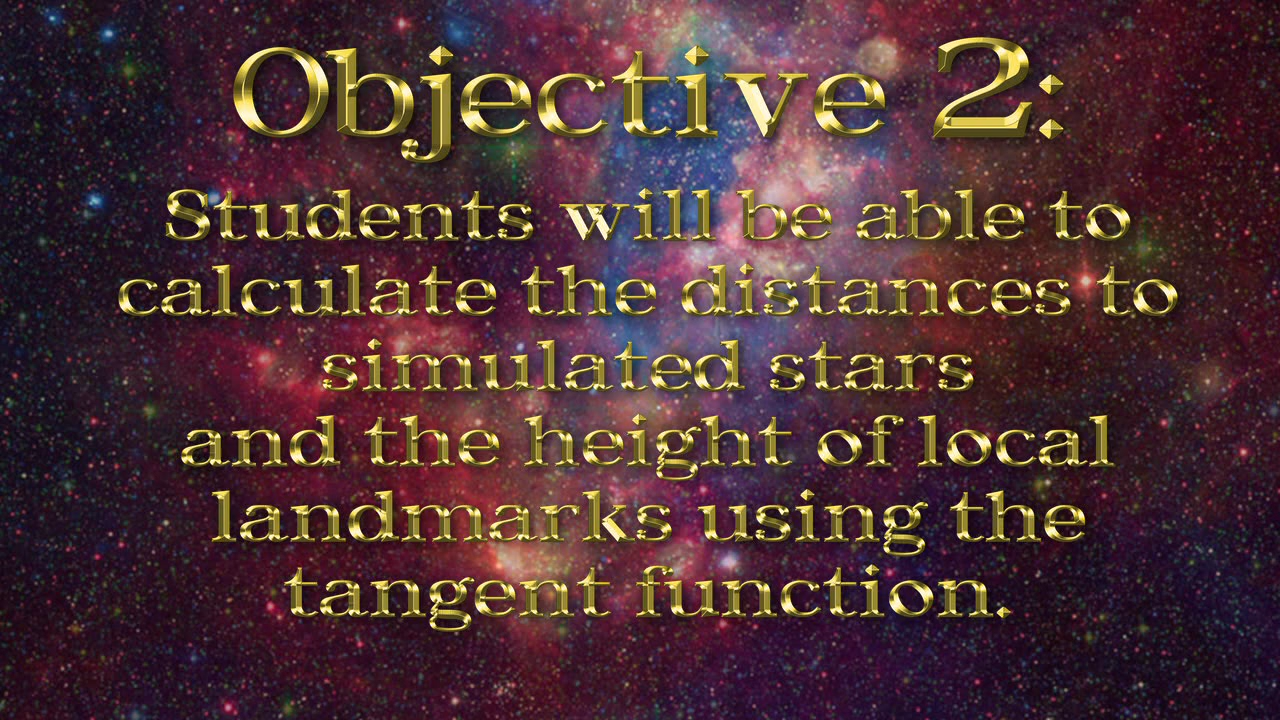 Objective 2:
Students will be able to
calculate the distances to
simulated stars
and the height of local
landmarks using the
tangent function.